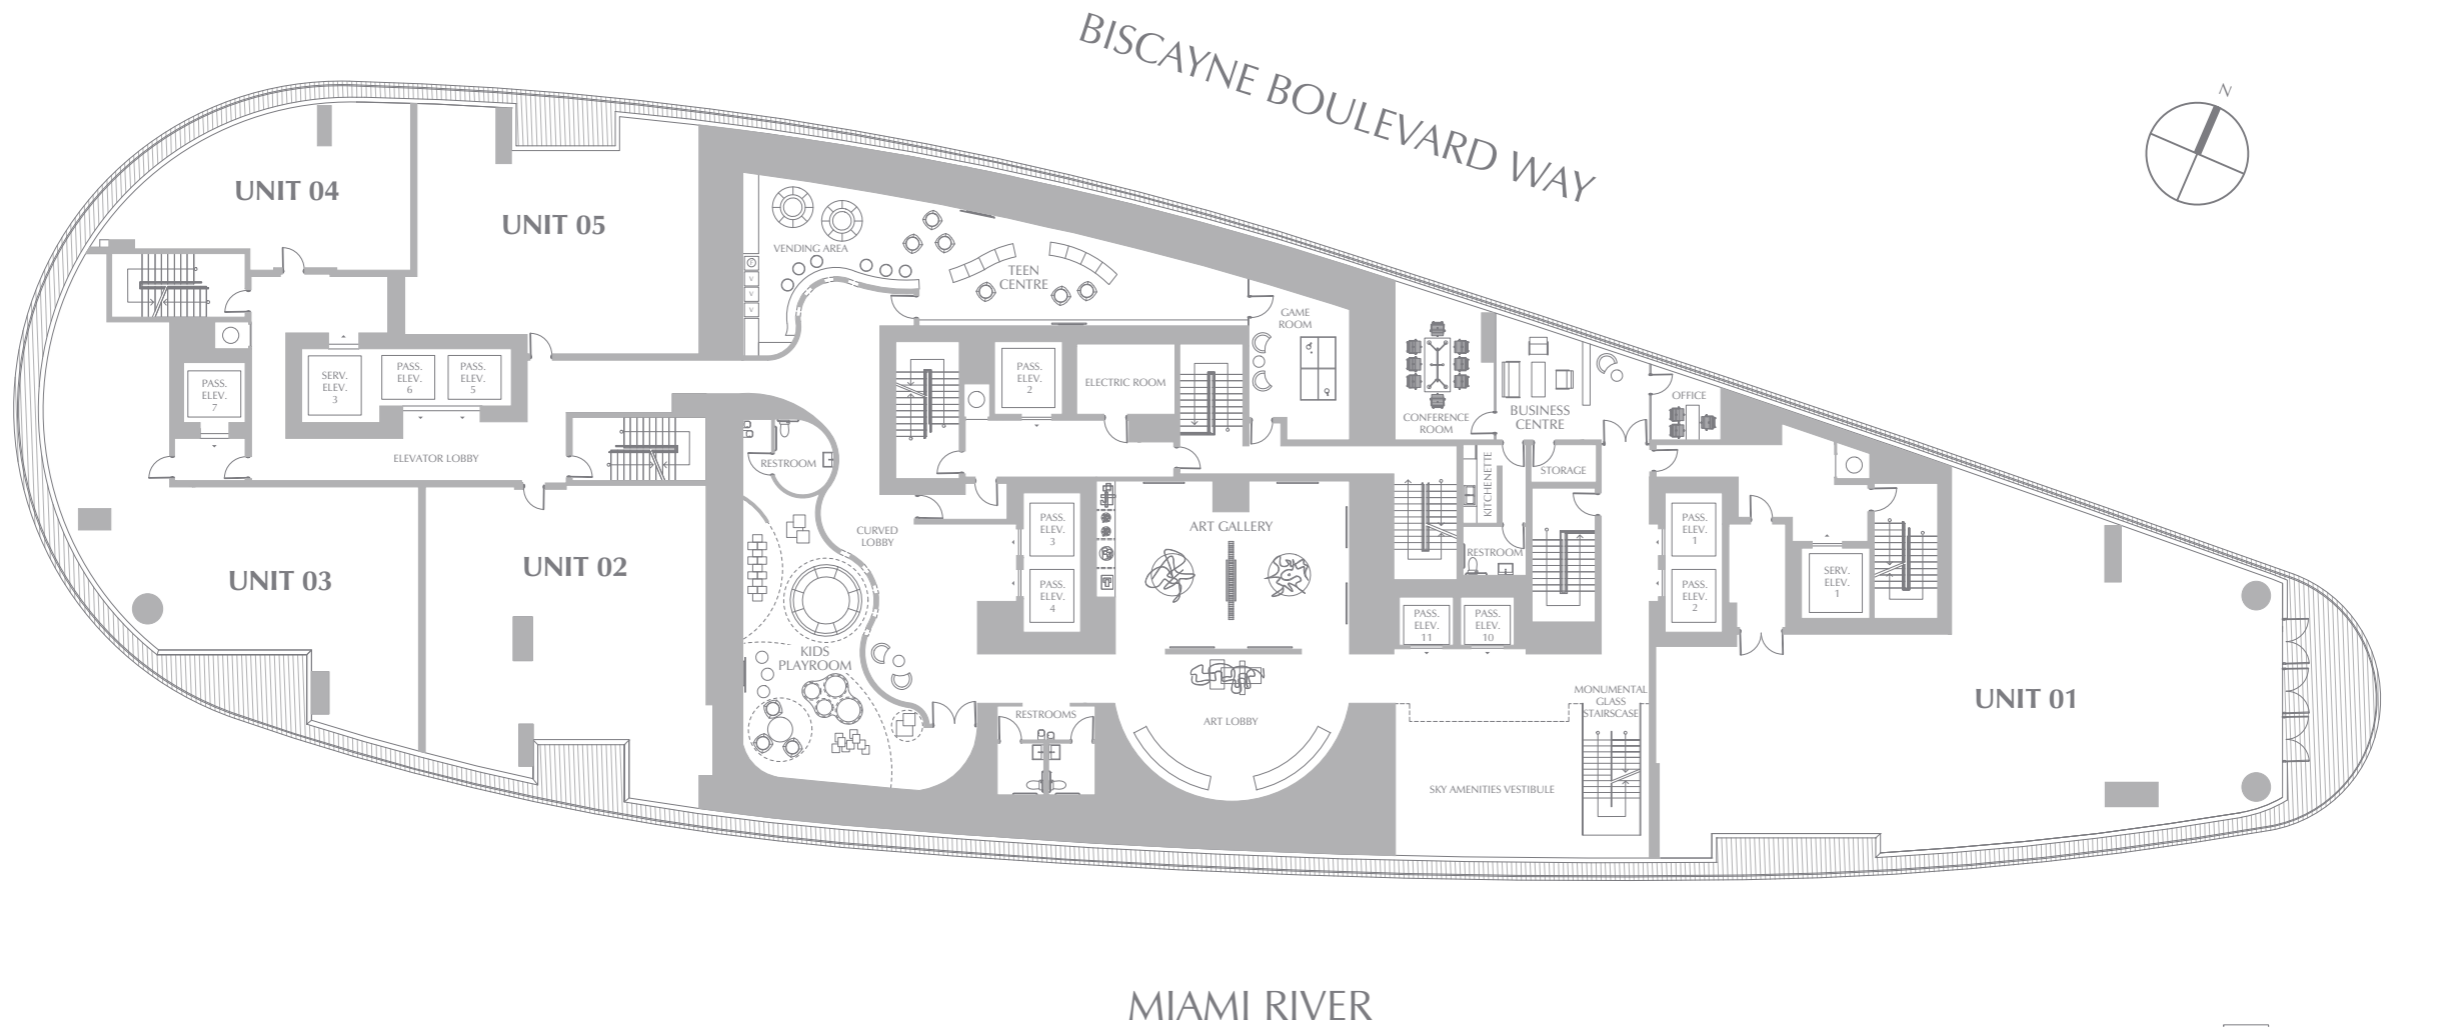 BISCAYNE BOULEVARD WAY
N
UNIT 04
UNIT 05
VENDING AREA
TEEN
CENTRE
F
V
V
V
GAME
ROOM
PASS.
ELEV.
7
SERV.
ELEV.
3
PASS.
ELEV.
6
PASS.
ELEV.
5
PASS.
ELEV.
2
ELECTRIC ROOM
CONFERENCE
ROOM
BUSINESS
CENTRE
OFFICE
ELEVATOR LOBBY
RESTROOM
KITCHENETTE
STORAGE
CURVED
LOBBY
PASS.
ELEV.
3
PASS.
ELEV.
4
ART GALLERY
RESTROOM
PASS.
ELEV.
1
PASS.
ELEV.
2
SERV.
ELEV.
1
UNIT 03
UNIT 02
KIDS
PLAYROOM
PASS.
ELEV.
11
PASS.
ELEV.
10
RESTROOMS
ART LOBBY
MONUMENTAL
GLASS
STAIRSCASE
UNIT 01
SKY AMENITIES VESTIBULE
MIAMI RIVER